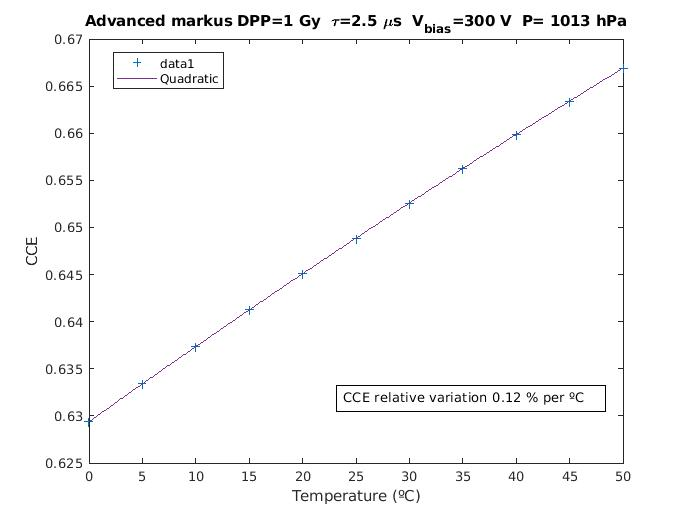 Advanced markus DPP=1 Gy τ=2.5 μs Vbias=300 V P= 1013 hPa
0.67
data1
Quadratic
0.665
0.66
0.655
0.65
CCE
0.645
0.64
0.635
CCE relative variation 0.12 % per ºC
0.63
0.625
0 5 10 15 20 25 30 35 40 45 50
Temperature (ºC)